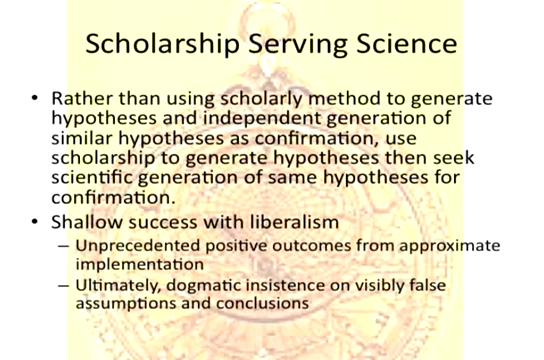 Scholarship Serving Science
• Rather than using scholarly method to generate
hypotheses and independent generation of
similar hypotheses as confirmation, use
scholarship to generate hypotheses then seek
scientific generation of same hypotheses for
confirmation.
• Shallow success with liberalism
– Unprecedented positive outcomes from approximate
implementation
– Ultimately, dogmatic insistence on visibly false
assumptions and conclusions